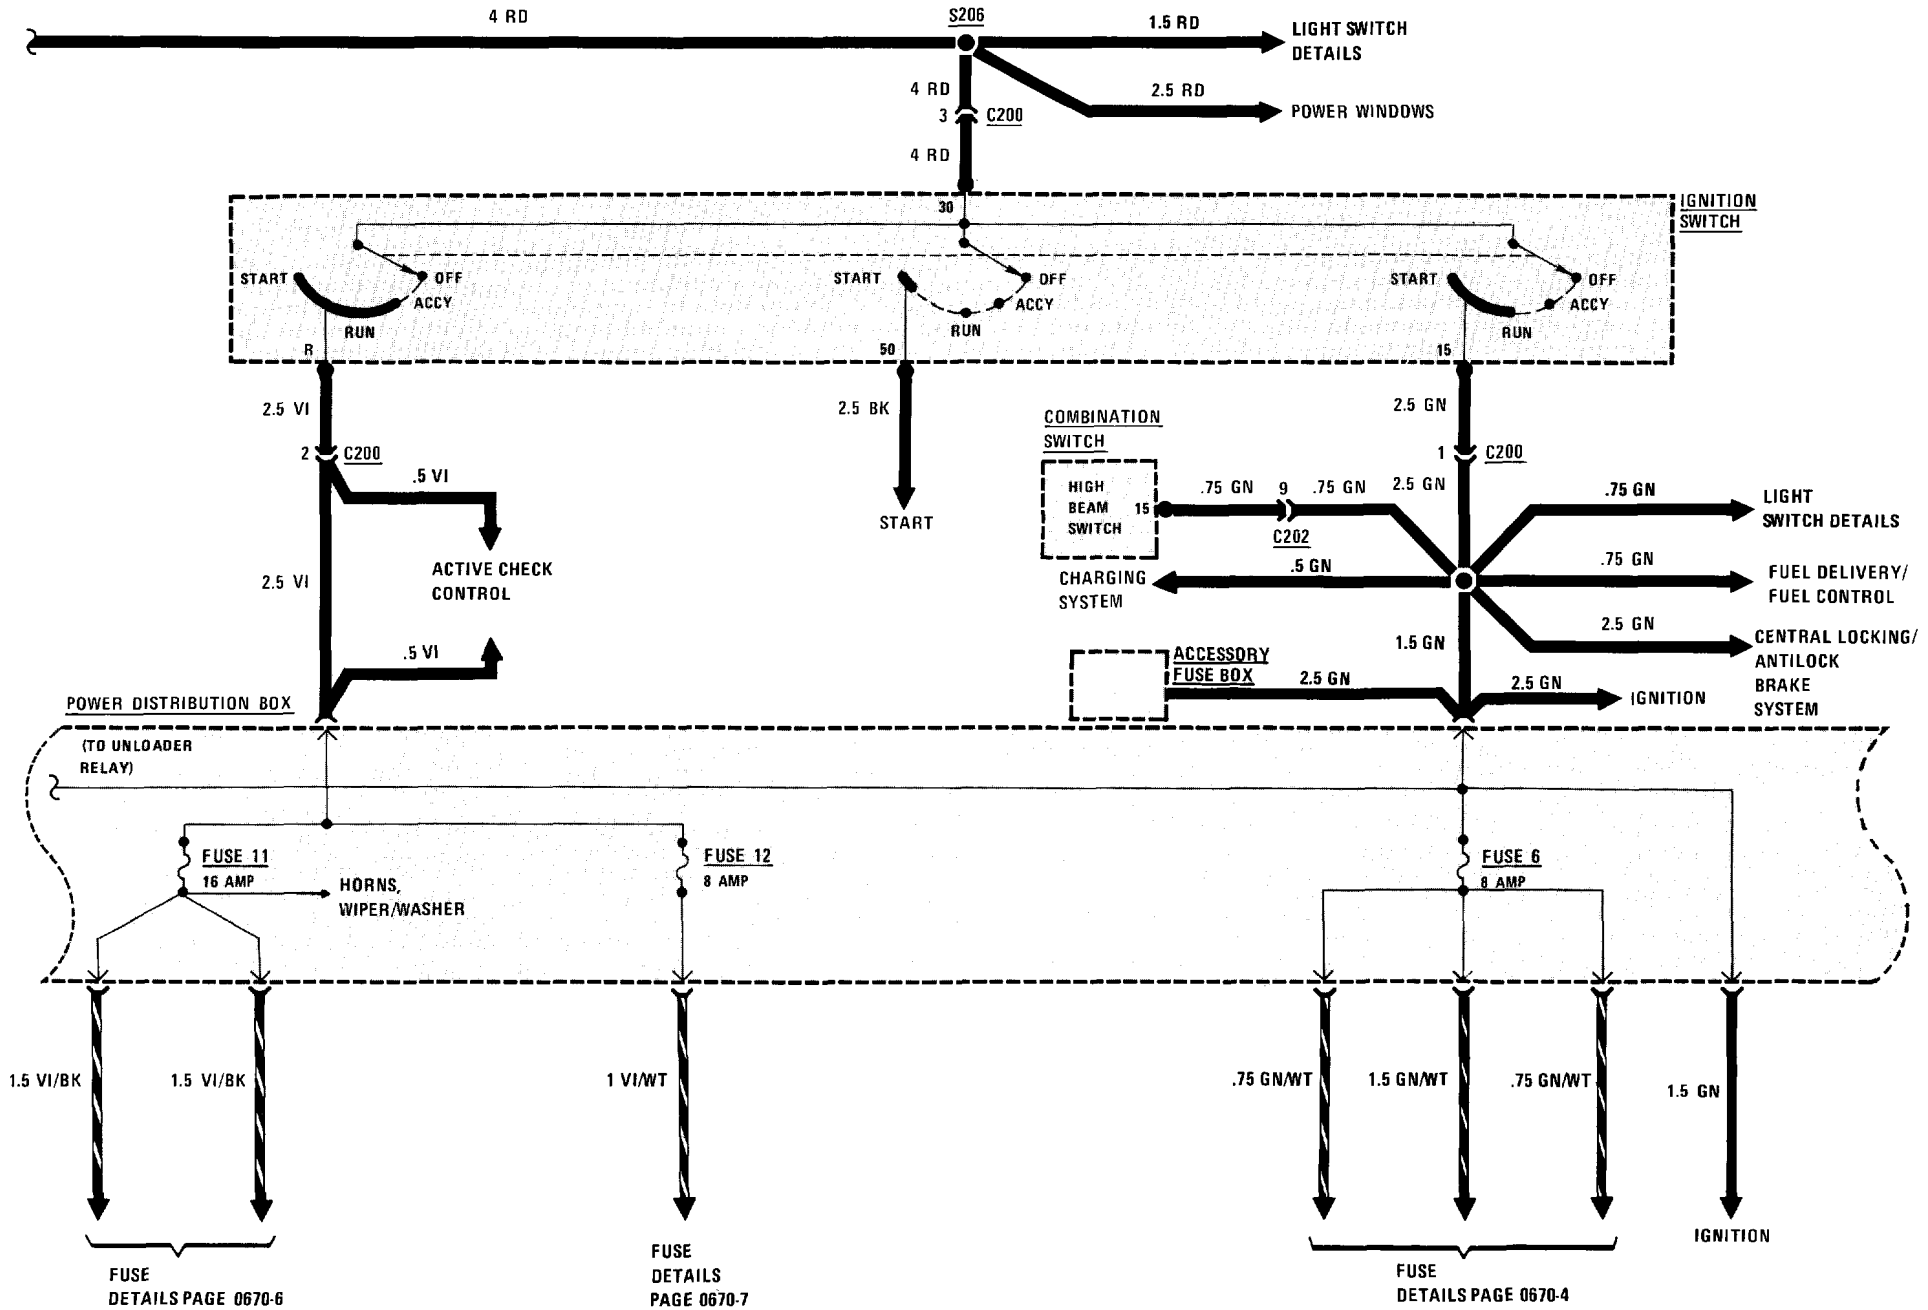 4 RD
S206
1.5 RD
LIGHT SWITCH
DETAILS
4 RD
2.5 RD
3
C200
POWER WINDOWS
4 RD
30
IGNITION
SWITCH
START
OFF
ACCY
RUN
START
OFF
ACCY
RUN
START
OFF
ACCY
RUN
R
50
15
2.5 VI
2.5 BK
2.5 GN
2
C200
.5 VI
START
1
C200
2.5 GN
COMBINATION
SWITCH
HIGH
BEAM
SWITCH
15
.75 GN
9
.75 GN
C202
.75 GN
LIGHT
SWITCH DETAILS
CHARGING
SYSTEM
.5 GN
.75 GN
FUEL DELIVERY/
FUEL CONTROL
2.5 VI
ACTIVE CHECK
CONTROL
.5 VI
1.5 GN
2.5 GN
CENTRAL LOCKING/
ANTILOCK
BRAKE
SYSTEM
ACCESSORY
FUSE BOX
2.5 GN
2.5 GN
IGNITION
POWER DISTRIBUTION BOX
(TO UNLOADER
RELAY)
FUSE 11
16 AMP
HORNS,
WIPER/WASHER
FUSE 12
8 AMP
FUSE 6
8 AMP
1.5 VI/BK
1.5 VI/BK
1 VI/WT
.75 GN/WT
1.5 GN/WT
.75 GN/WT
1.5 GN
FUSE
DETAILS PAGE 0670-6
FUSE
DETAILS
PAGE 0670-7
FUSE
DETAILS PAGE 0670-4
IGNITION